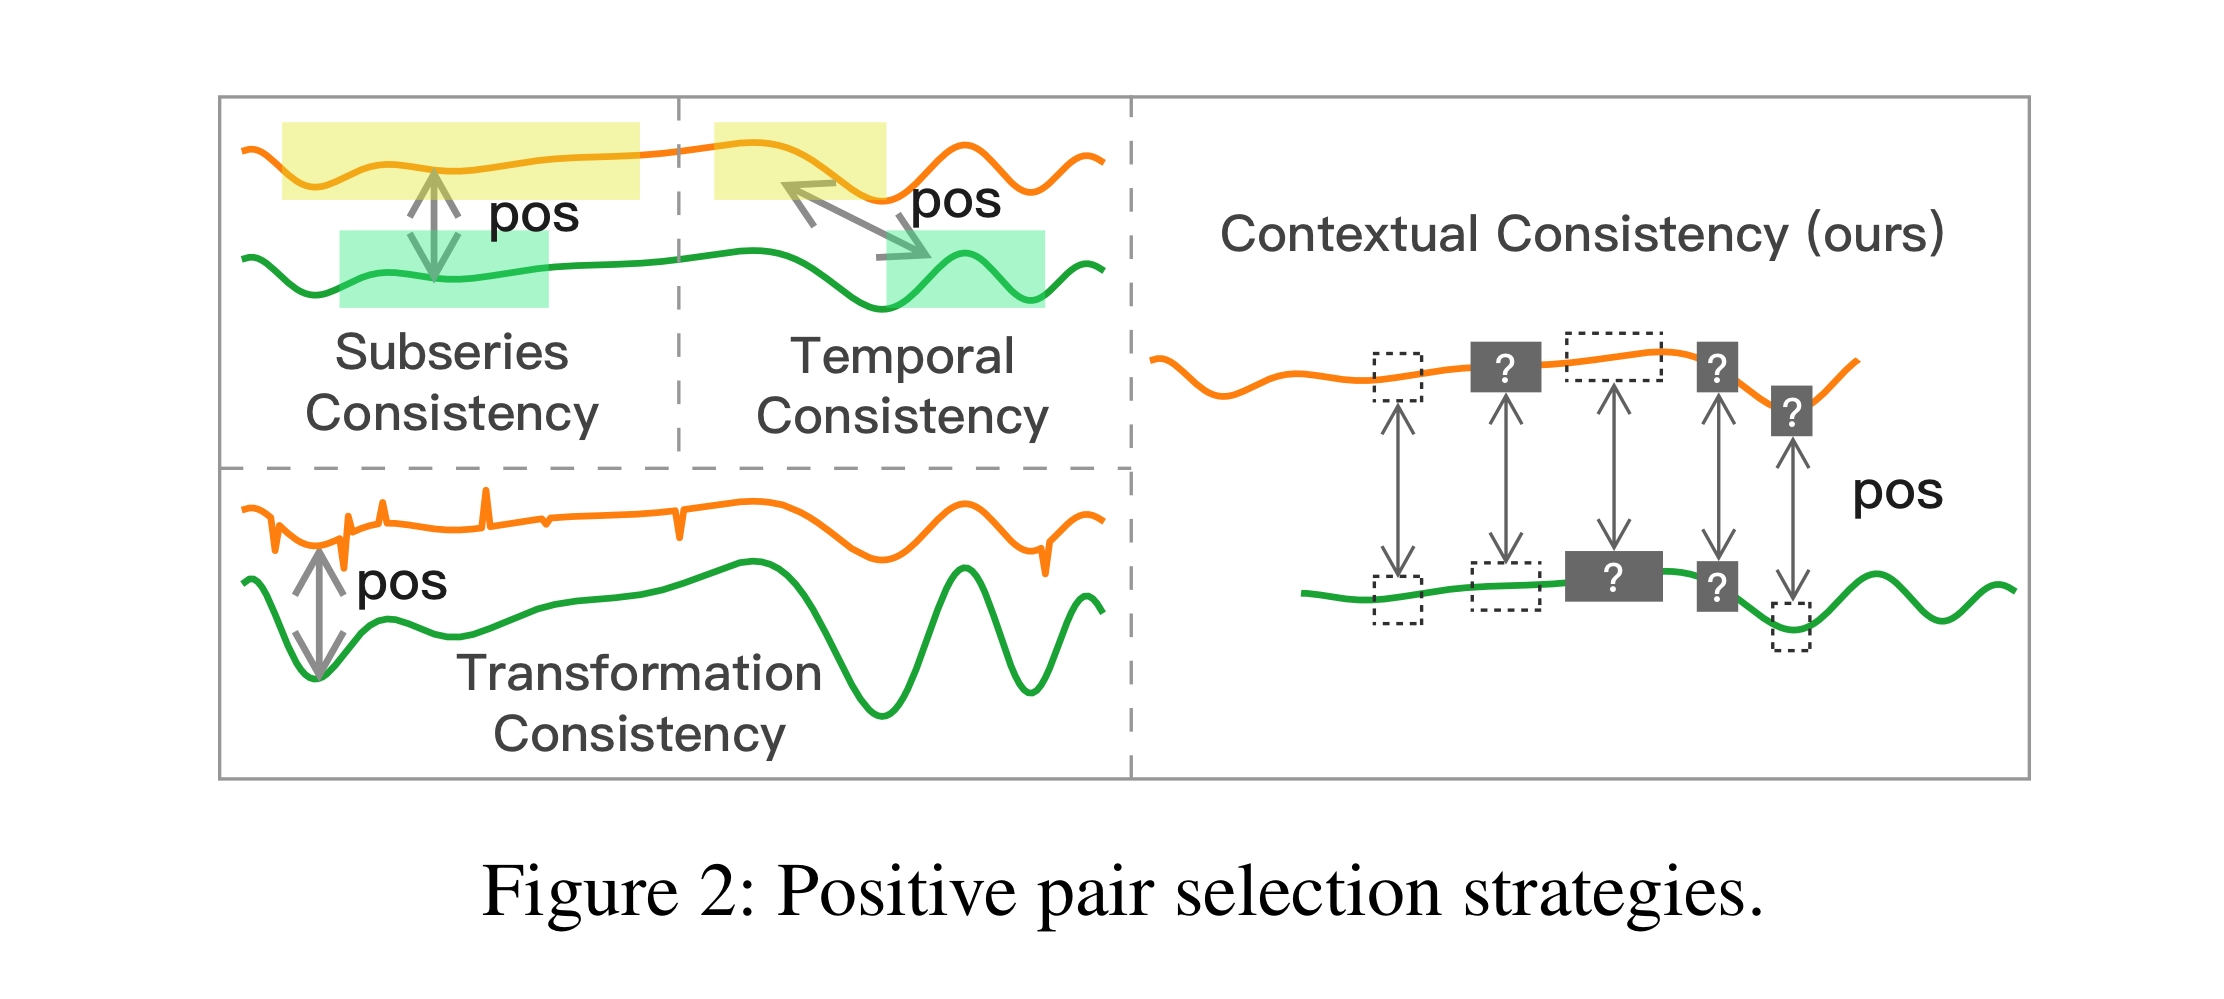 pos
Subseries
Consistency
pos
Temporal
Consistency
pos
Transformation
Consistency
Contextual Consistency (ours)
? ? ?
pos
? ?
Figure 2: Positive pair selection strategies.